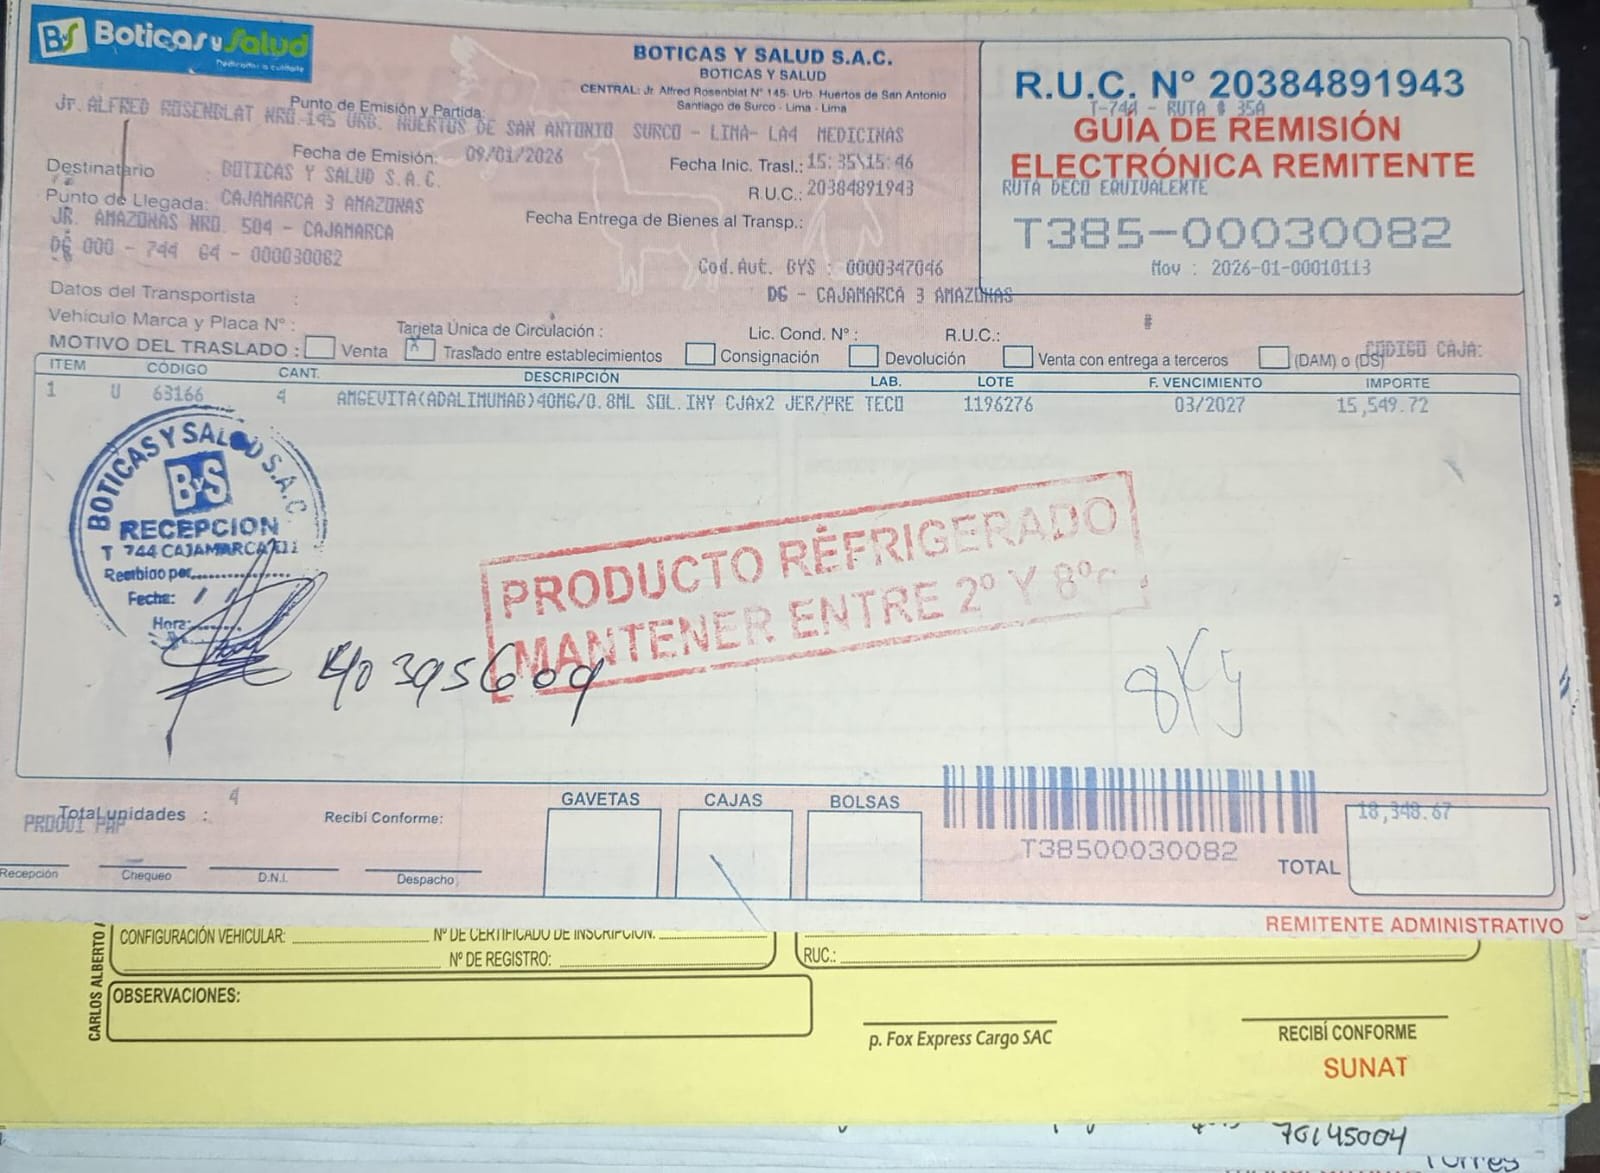 BS Boticas y Salud
Dedicados a cuidarte
BOTICAS Y SALUD S.A.C.
BOTICAS Y SALUD
CENTRAL: Jr. Alfred Rosenblat N° 145- Urb. Huertos de San Antonio
Santiago de Surco - Lima - Lima
R.U.C. N° 20384891943
T-744 - RUTA # 35A
GUÍA DE REMISIÓN
ELECTRÓNICA REMITENTE
RUTA DECO EQUIVALENTE
T385-00030082
Mov : 2026-01-00010113
Punto de Emisión y Partida:
Jr. ALFRED ROSENBLAT NRO. 145 URB. HUERTOS DE SAN ANTONIO SURCO - LIMA- LA4 MEDICINAS
Fecha de Emisión: 09/01/2026
Fecha Inic. Trasl.: 15:35\15:46
Destinatario : BOTICAS Y SALUD S.A.C.
R.U.C.: 20384891943
Punto de Llegada: CAJAMARCA 3 AMAZONAS
Fecha Entrega de Bienes al Transp.:
JR. AMAZONAS NRO. 504 - CAJAMARCA
DG 000 - 744 G4 - 000030082
Cod.Aut. BYS : 0000347046
DG - CAJAMARCA 3 AMAZONAS
Datos del Transportista :
Vehículo Marca y Placa N° :
Tarjeta Única de Circulación :
Lic. Cond. N° :
R.U.C.:
#
MOTIVO DEL TRASLADO : Venta X Traslado entre establecimientos Consignación Devolución Venta con entrega a terceros (DAM) o (DS)
CODIGO CAJA:
ITEM CÓDIGO CANT. DESCRIPCIÓN LAB. LOTE F. VENCIMIENTO IMPORTE
1 U 63166 4 AMGEVITA(ADALIMUMAB)40MG/0.8ML SOL.INY CJAx2 JER/PRE TECO 1196276 03/2027 15,549.72
BOTICAS Y SALUD S.A.C
BYS
RECEPCION
T 744 CAJAMARCA III
Recibido por
Fecha: / /
Hora:
PRODUCTO REFRIGERADO
MANTENER ENTRE 2° Y 8°c
40395609
8Kg
Total unidades : 4
Recibí Conforme:
GAVETAS CAJAS BOLSAS
T38500030082
TOTAL 18,348.67
Recepción Chequeo D.N.I. Despacho
REMITENTE ADMINISTRATIVO
CARLOS ALBERTO
CONFIGURACIÓN VEHICULAR: N° DE CERTIFICADO DE INSCRIPCIÓN:
N° DE REGISTRO: RUC.:
OBSERVACIONES:
p. Fox Express Cargo SAC
RECIBÍ CONFORME
SUNAT
70145004
Torres